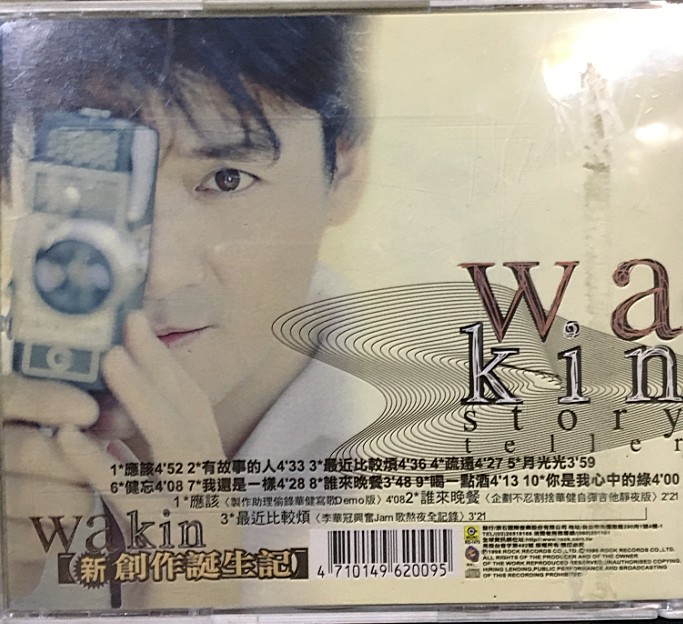 wa
kin
story
teller
1*應該4'52 2*有故事的人4'33 3*最近比較煩4'36 4*疏遠4'27 5*月光光3'59
6*健忘4'08 7*我還是一樣4'28 8*誰來晚餐3'48 9*喝一點酒4'13 10*你是我心中的綠4'00
1*應該〈製作助理偷錄華健寫歌Demo版〉4'08 2*誰來晚餐〈企劃不忍割捨華健自彈吉他靜夜版〉2'21
3*最近比較煩〈李華冠興奮Jam歌熬夜全記錄〉3'21
wakin
【新創作誕生記】
4 710149 620095
ROCK RECORDS CO.,LTD.
ALL RIGHTS OF THE PRODUCER AND OF THE OWNER
OF THE WORK REPRODUCED RESERVED.UNAUTHORISED COPYING.
HIRING LENDING,PUBLIC PERFORMANCE AND BROADCASTING
OF THIS RECORDING PROHIBITED